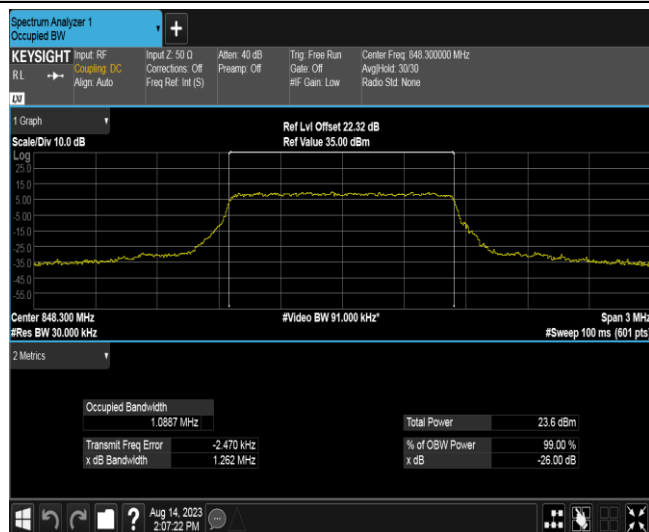 Spectrum Analyzer 1
Occupied BW
+
KEYSIGHT
RL
LXI
Input: RF
Coupling: DC
Align: Auto
Input Z: 50 Ω
Corrections: Off
Freq Ref: Int (S)
Atten: 40 dB
Preamp: Off
Trig: Free Run
Gate: Off
#IF Gain: Low
Center Freq: 848.300000 MHz
Avg|Hold: 30/30
Radio Std: None
1 Graph
Scale/Div 10.0 dB
Ref Lvl Offset 22.32 dB
Ref Value 35.00 dBm
Log
25.0
15.0
5.00
-5.00
-15.0
-25.0
-35.0
-45.0
-55.0
Center 848.300 MHz
#Res BW 30.000 kHz
#Video BW 91.000 kHz*
Span 3 MHz
#Sweep 100 ms (601 pts)
2 Metrics
Occupied Bandwidth
1.0887 MHz
Transmit Freq Error -2.470 kHz
x dB Bandwidth 1.262 MHz
Total Power 23.6 dBm
% of OBW Power 99.00 %
x dB -26.00 dB
?
Aug 14, 2023
2:07:22 PM